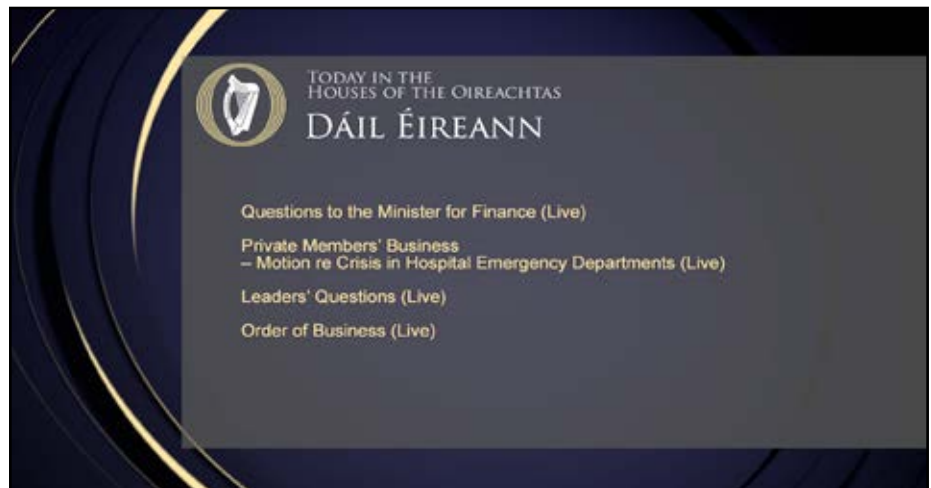 TODAY IN THE
HOUSES OF THE OIREACHTAS
DÁIL ÉIREANN
Questions to the Minister for Finance (Live)
Private Members' Business
– Motion re Crisis in Hospital Emergency Departments (Live)
Leaders' Questions (Live)
Order of Business (Live)